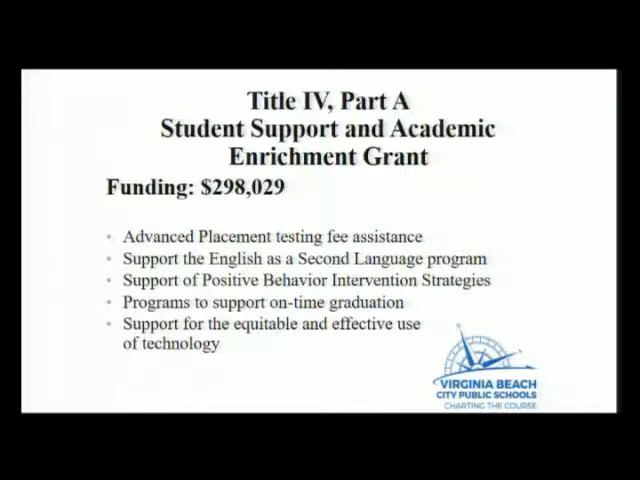 Title IV, Part A
Student Support and Academic
Enrichment Grant
Funding: $298,029
• Advanced Placement testing fee assistance
• Support the English as a Second Language program
• Support of Positive Behavior Intervention Strategies
• Programs to support on-time graduation
• Support for the equitable and effective use
of technology
VIRGINIA BEACH
CITY PUBLIC SCHOOLS
CHARTING THE COURSE